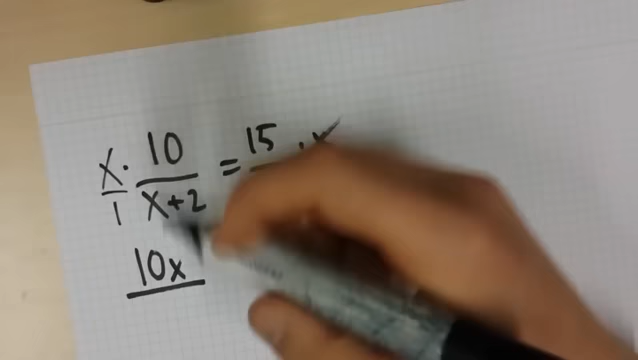 x/1 · 10/(x+2) = 15 · x
10x